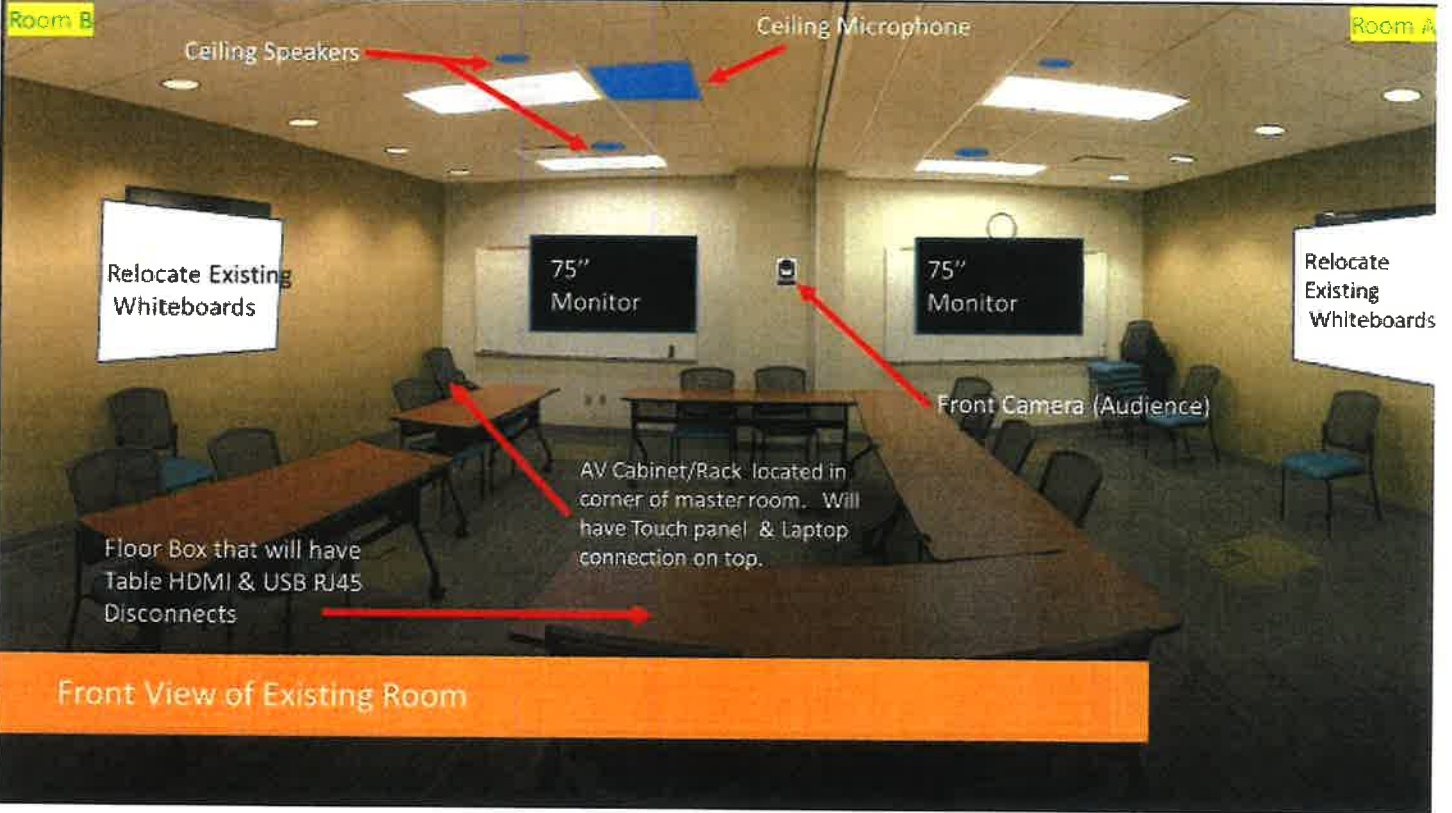 Room B
Room A
Ceiling Microphone
Ceiling Speakers
Relocate Existing
Whiteboards
75”
Monitor
75”
Monitor
Relocate
Existing
Whiteboards
Front Camera (Audience)
AV Cabinet/Rack located in
corner of master room. Will
have Touch panel & Laptop
connection on top.
Floor Box that will have
Table HDMI & USB RJ45
Disconnects
Front View of Existing Room